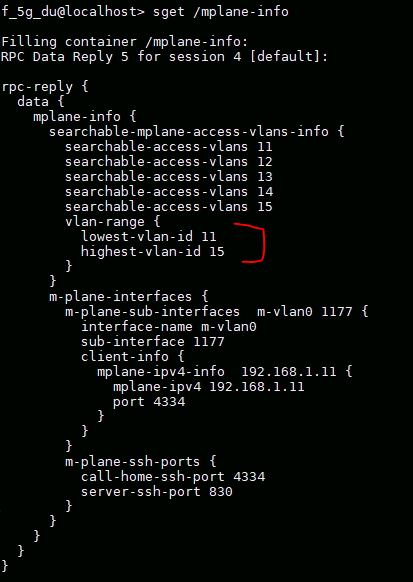 f_5g_du@localhost> sget /mplane-info
Filling container /mplane-info:
RPC Data Reply 5 for session 4 [default]:
rpc-reply {
data {
mplane-info {
searchable-mplane-access-vlans-info {
searchable-access-vlans 11
searchable-access-vlans 12
searchable-access-vlans 13
searchable-access-vlans 14
searchable-access-vlans 15
vlan-range {
lowest-vlan-id 11
highest-vlan-id 15
}
}
m-plane-interfaces {
m-plane-sub-interfaces  m-vlan0 1177 {
interface-name m-vlan0
sub-interface 1177
client-info {
mplane-ipv4-info  192.168.1.11 {
mplane-ipv4 192.168.1.11
port 4334
}
}
}
m-plane-ssh-ports {
call-home-ssh-port 4334
server-ssh-port 830
}
}
}
}
}